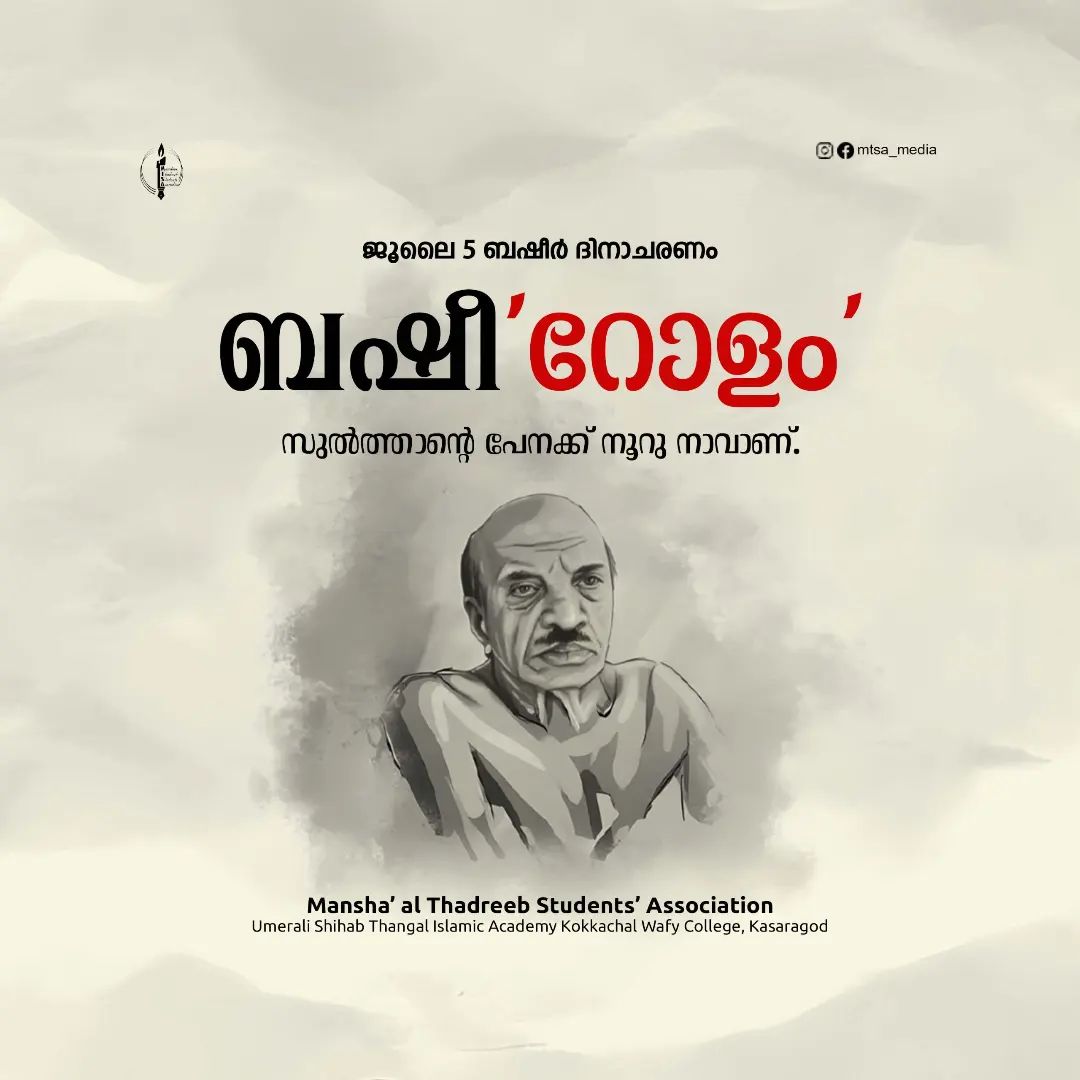 mtsa_media
ജൂലൈ 5 ബഷീർ ദിനാചരണം
ബഷീ'റോളം'
സുൽത്താന്റെ പേനക്ക് നൂറു നാവാണ്.
Mansha’ al Thadreeb Students’ Association
Umerali Shihab Thangal Islamic Academy Kokkachal Wafy College, Kasaragod